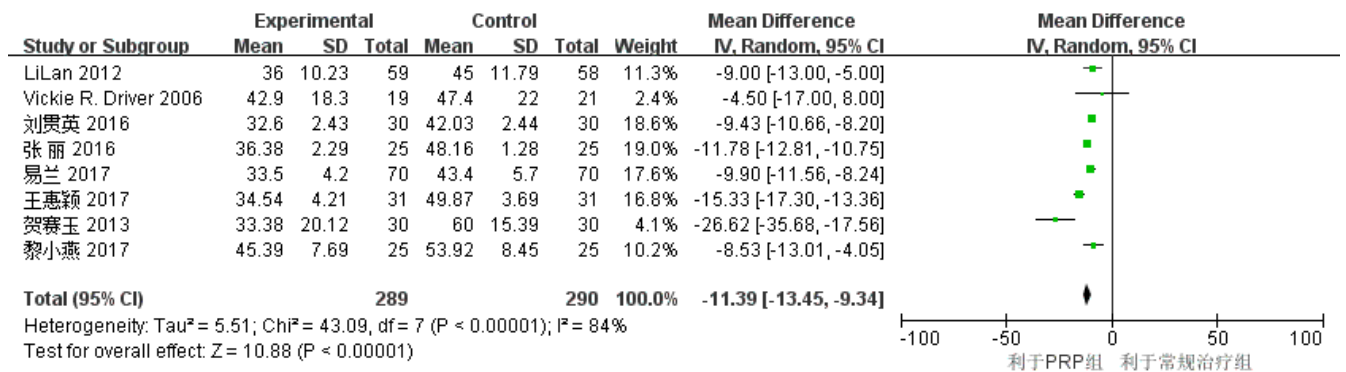 Experimental Control Mean Difference Mean Difference
Study or Subgroup Mean SD Total Mean SD Total Weight IV, Random, 95% CI IV, Random, 95% CI
LiLan 2012 36 10.23 59 45 11.79 58 11.3% -9.00 [-13.00, -5.00]
Vickie R. Driver 2006 42.9 18.3 19 47.4 22 21 2.4% -4.50 [-17.00, 8.00]
刘贯英 2016 32.6 2.43 30 42.03 2.44 30 18.6% -9.43 [-10.66, -8.20]
张 丽 2016 36.38 2.29 25 48.16 1.28 25 19.0% -11.78 [-12.81, -10.75]
易兰 2017 33.5 4.2 70 43.4 5.7 70 17.6% -9.90 [-11.56, -8.24]
王惠颖 2017 34.54 4.21 31 49.87 3.69 31 16.8% -15.33 [-17.30, -13.36]
贺赛玉 2013 33.38 20.12 30 60 15.39 30 4.1% -26.62 [-35.68, -17.56]
黎小燕 2017 45.39 7.69 25 53.92 8.45 25 10.2% -8.53 [-13.01, -4.05]
Total (95% CI) 289 290 100.0% -11.39 [-13.45, -9.34]
Heterogeneity: Tau² = 5.51; Chi² = 43.09, df = 7 (P < 0.00001); I² = 84%
Test for overall effect: Z = 10.88 (P < 0.00001)
-100 -50 0 50 100
利于PRP组 利于常规治疗组